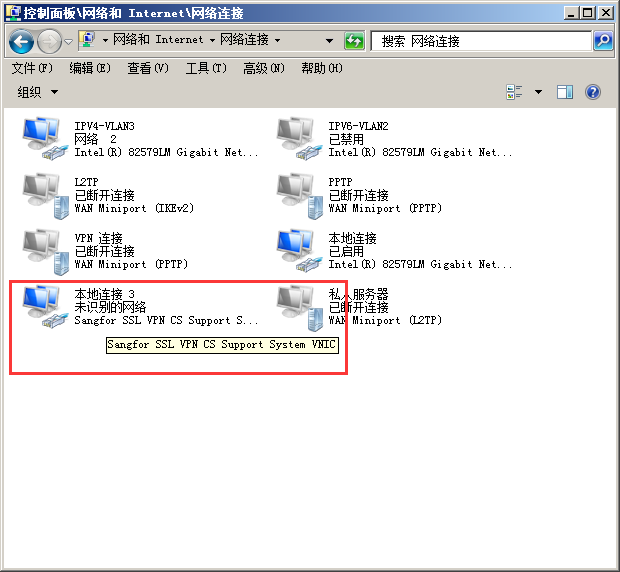 控制面板\网络和 Internet\网络连接
网络和 Internet 网络连接 搜索 网络连接
文件(F) 编辑(E) 查看(V) 工具(T) 高级(N) 帮助(H)
组织
IPV4-VLAN3
网络 2
Intel(R) 82579LM Gigabit Net...
IPV6-VLAN2
已禁用
Intel(R) 82579LM Gigabit Net...
L2TP
已断开连接
WAN Miniport (IKEv2)
PPTP
已断开连接
WAN Miniport (PPTP)
VPN 连接
已断开连接
WAN Miniport (PPTP)
本地连接
已启用
Intel(R) 82579LM Gigabit Net...
本地连接 3
未识别的网络
Sangfor SSL VPN CS Support S...
私人服务器
已断开连接
WAN Miniport (L2TP)
Sangfor SSL VPN CS Support System VNIC